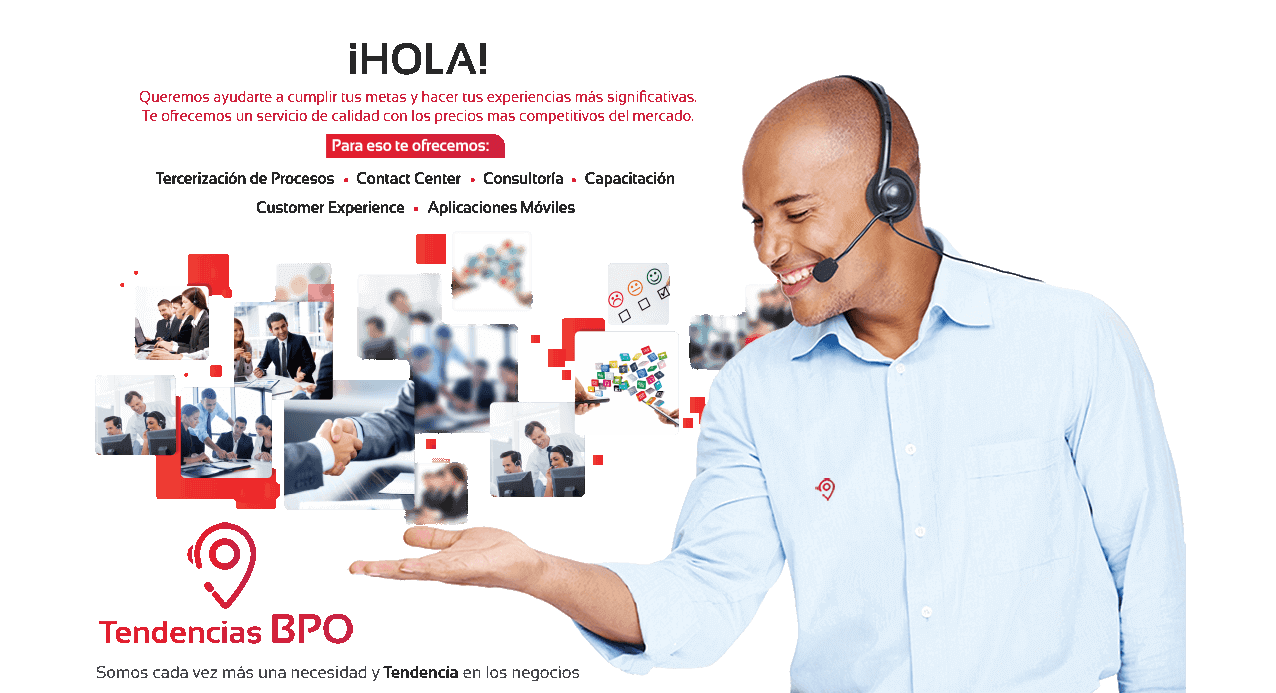 ¡HOLA!
Queremos ayudarte a cumplir tus metas y hacer tus experiencias más significativas.
Te ofrecemos un servicio de calidad con los precios mas competitivos del mercado.
Para eso te ofrecemos:
Tercerización de Procesos • Contact Center • Consultoría • Capacitación
Customer Experience • Aplicaciones Móviles
Tendencias BPO
Somos cada vez más una necesidad y Tendencia en los negocios